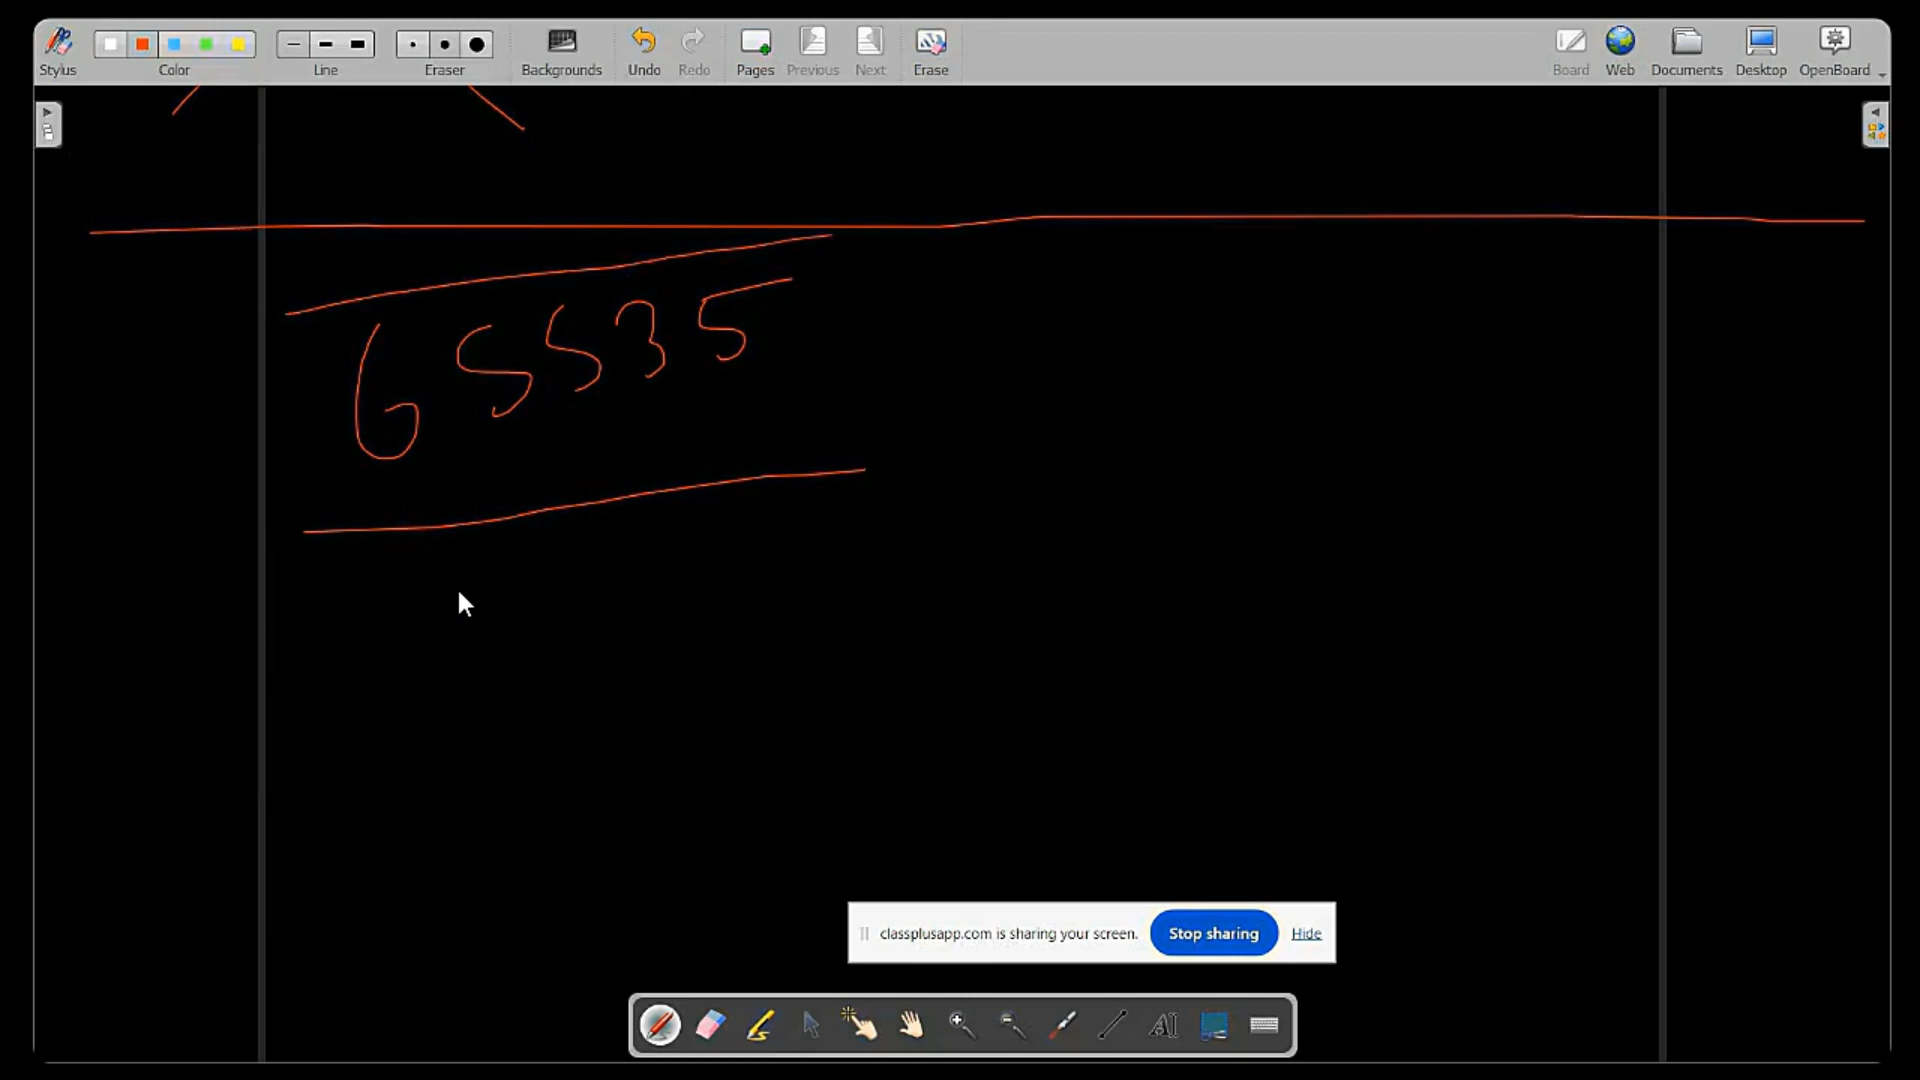 Stylus Color Line Eraser Backgrounds Undo Redo Pages Previous Next Erase Board Web Documents Desktop OpenBoard
65535
classplusapp.com is sharing your screen. Stop sharing Hide
AI